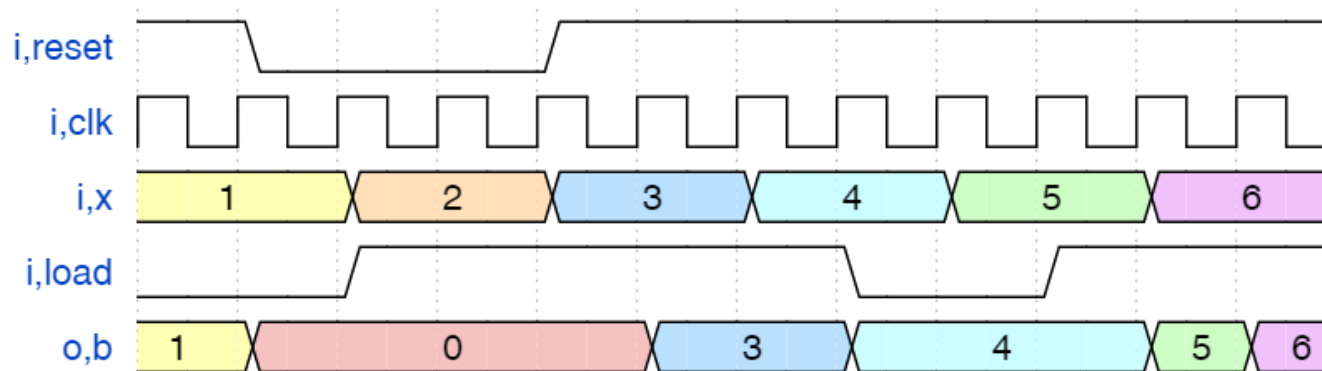 i,reset
i,clk
i,x 1 2 3 4 5 6
i,load
o,b 1 0 3 4 5 6